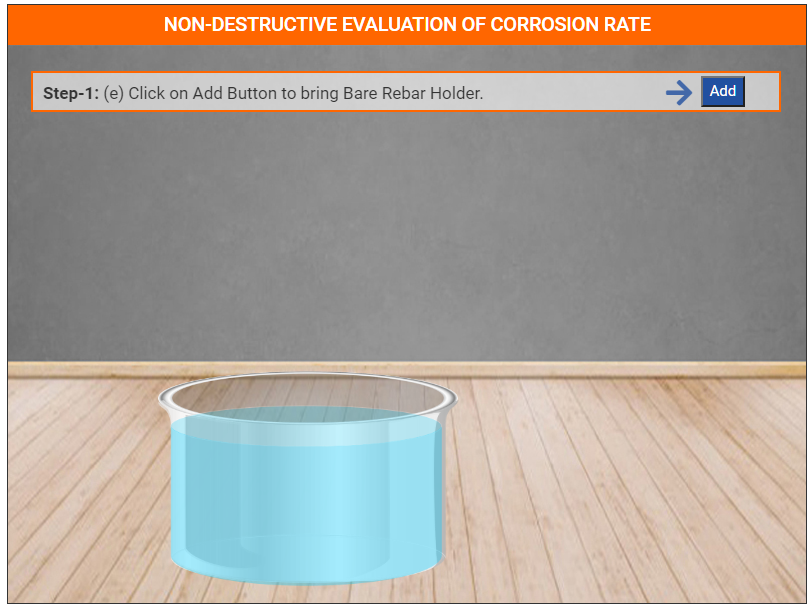 NON-DESTRUCTIVE EVALUATION OF CORROSION RATE
Step-1: (e) Click on Add Button to bring Bare Rebar Holder.
Add